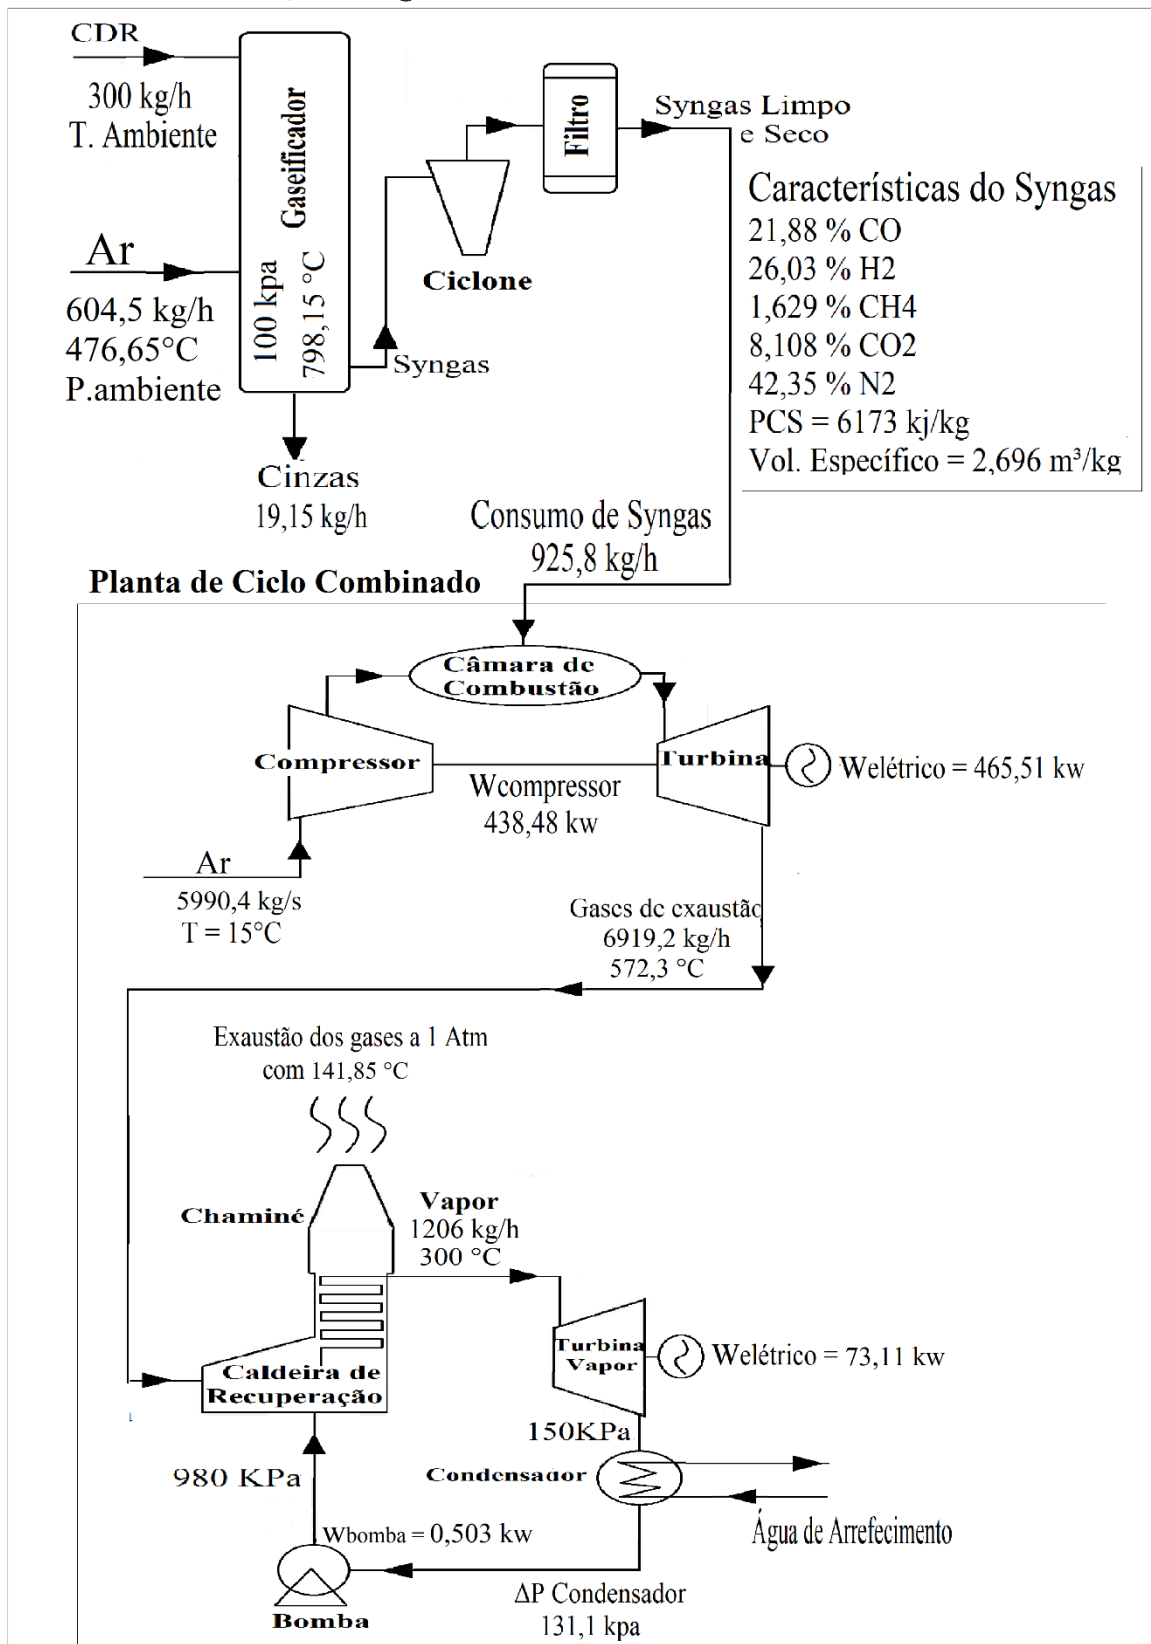 CDR
300 kg/h
T. Ambiente
Gaseificador
100 kpa
798,15 °C
Ar
604,5 kg/h
476,65°C
P.ambiente
Cinzas
19,15 kg/h
Syngas
Ciclone
Filtro
Syngas Limpo
e Seco
Características do Syngas
21,88 % CO
26,03 % H2
1,629 % CH4
8,108 % CO2
42,35 % N2
PCS = 6173 kj/kg
Vol. Específico = 2,696 m³/kg
Consumo de Syngas
925,8 kg/h
Planta de Ciclo Combinado
Câmara de
Combustão
Compressor
Turbina
Wcompressor
438,48 kw
Welétrico = 465,51 kw
Ar
5990,4 kg/s
T = 15°C
Gases de exaustão
6919,2 kg/h
572,3 °C
Exaustão dos gases a 1 Atm
com 141,85 °C
Chaminé
Vapor
1206 kg/h
300 °C
Caldeira de
Recuperação
Turbina
Vapor
Welétrico = 73,11 kw
150KPa
Condensador
Água de Arrefecimento
980 KPa
Wbomba = 0,503 kw
Bomba
ΔP Condensador
131,1 kpa